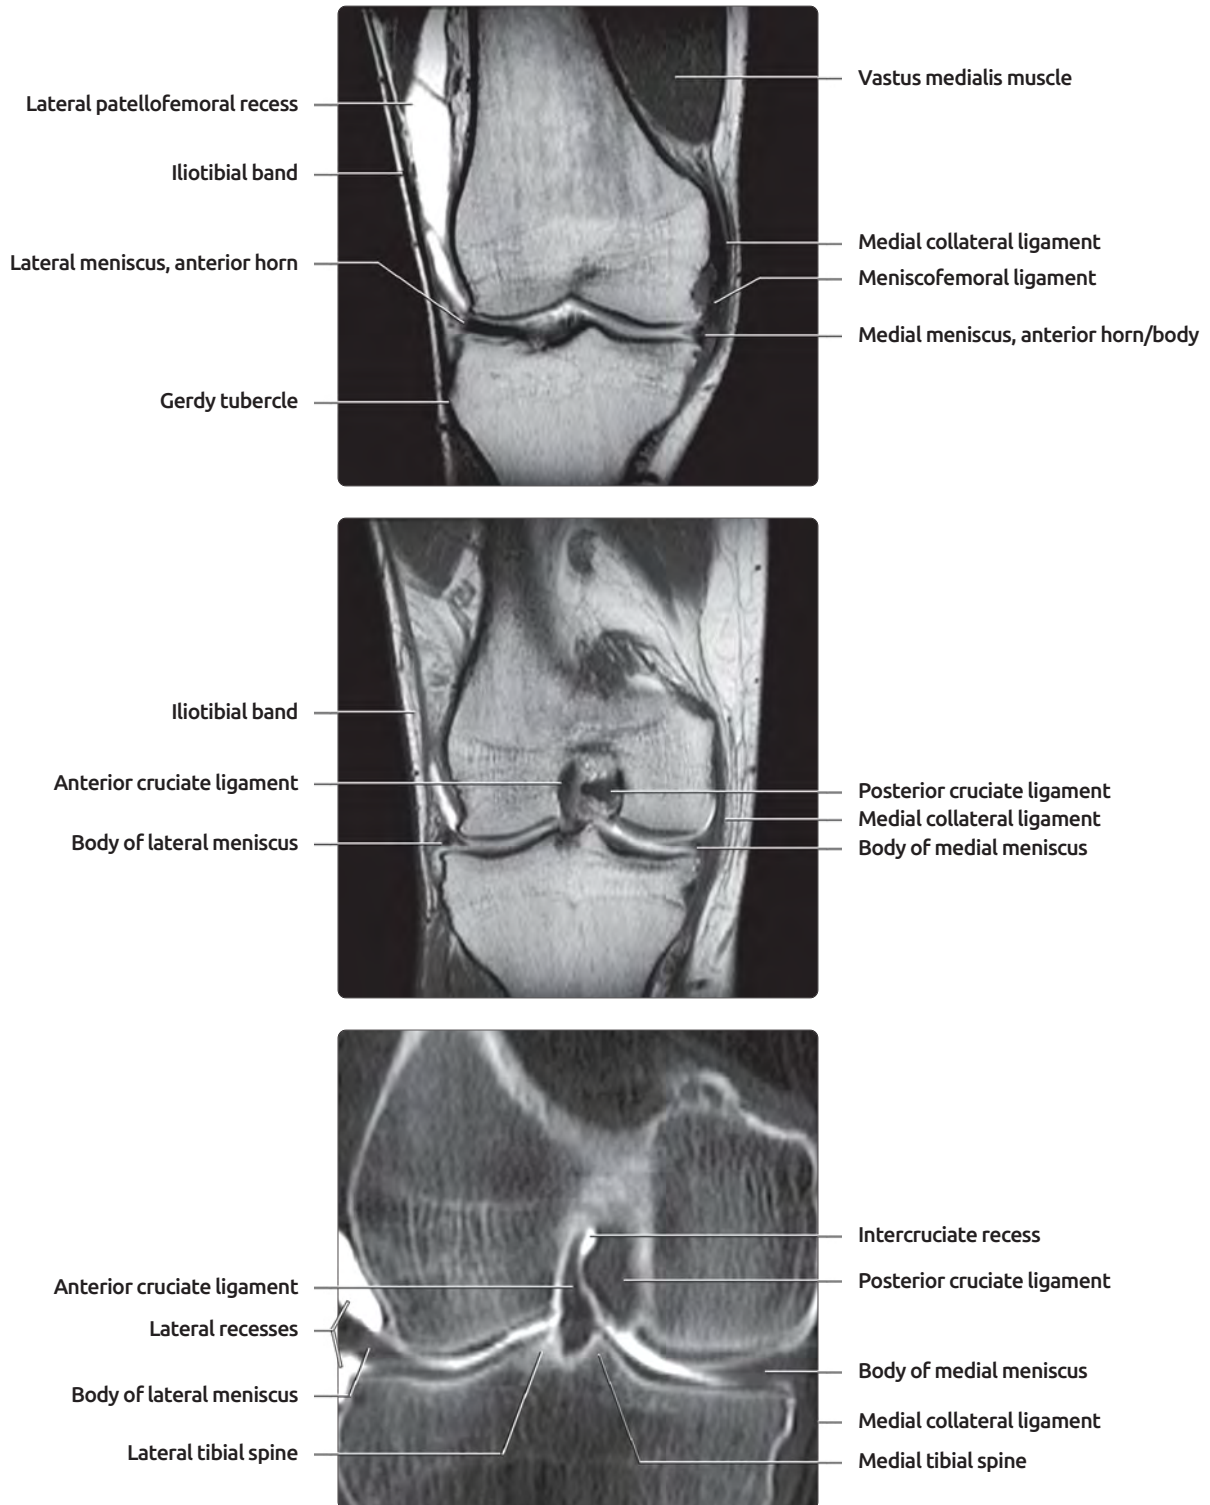 Lateral patellofemoral recess
Iliotibial band
Lateral meniscus, anterior horn
Gerdy tubercle
Vastus medialis muscle
Medial collateral ligament
Meniscofemoral ligament
Medial meniscus, anterior horn/body
Iliotibial band
Anterior cruciate ligament
Body of lateral meniscus
Posterior cruciate ligament
Medial collateral ligament
Body of medial meniscus
Anterior cruciate ligament
Lateral recesses
Body of lateral meniscus
Lateral tibial spine
Intercruciate recess
Posterior cruciate ligament
Body of medial meniscus
Medial collateral ligament
Medial tibial spine